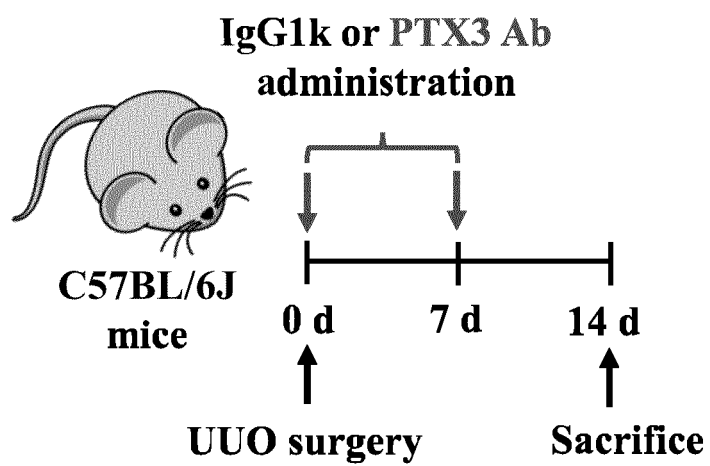 IgG1k or PTX3 Ab
administration
C57BL/6J
mice
0 d 7 d 14 d
UUO surgery Sacrifice